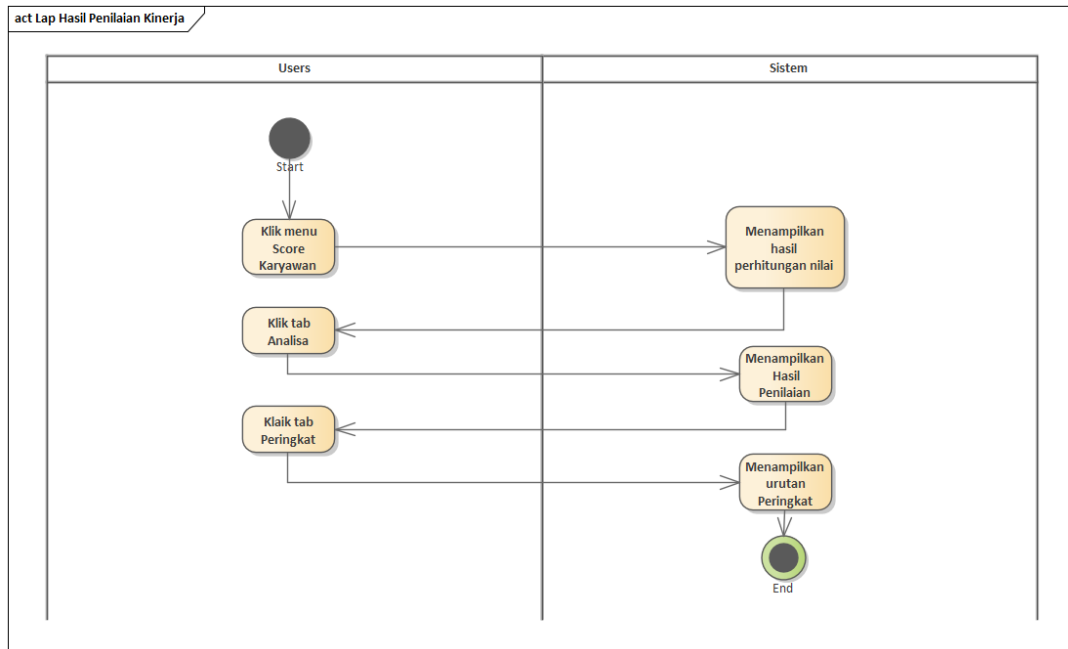 act Lap Hasil Penilaian Kinerja
Users
Sistem
Start
Klik menu
Score
Karyawan
Menampilkan
hasil
perhitungan nilai
Klik tab
Analisa
Menampilkan
Hasil
Penilaian
Klaik tab
Peringkat
Menampilkan
urutan
Peringkat
End